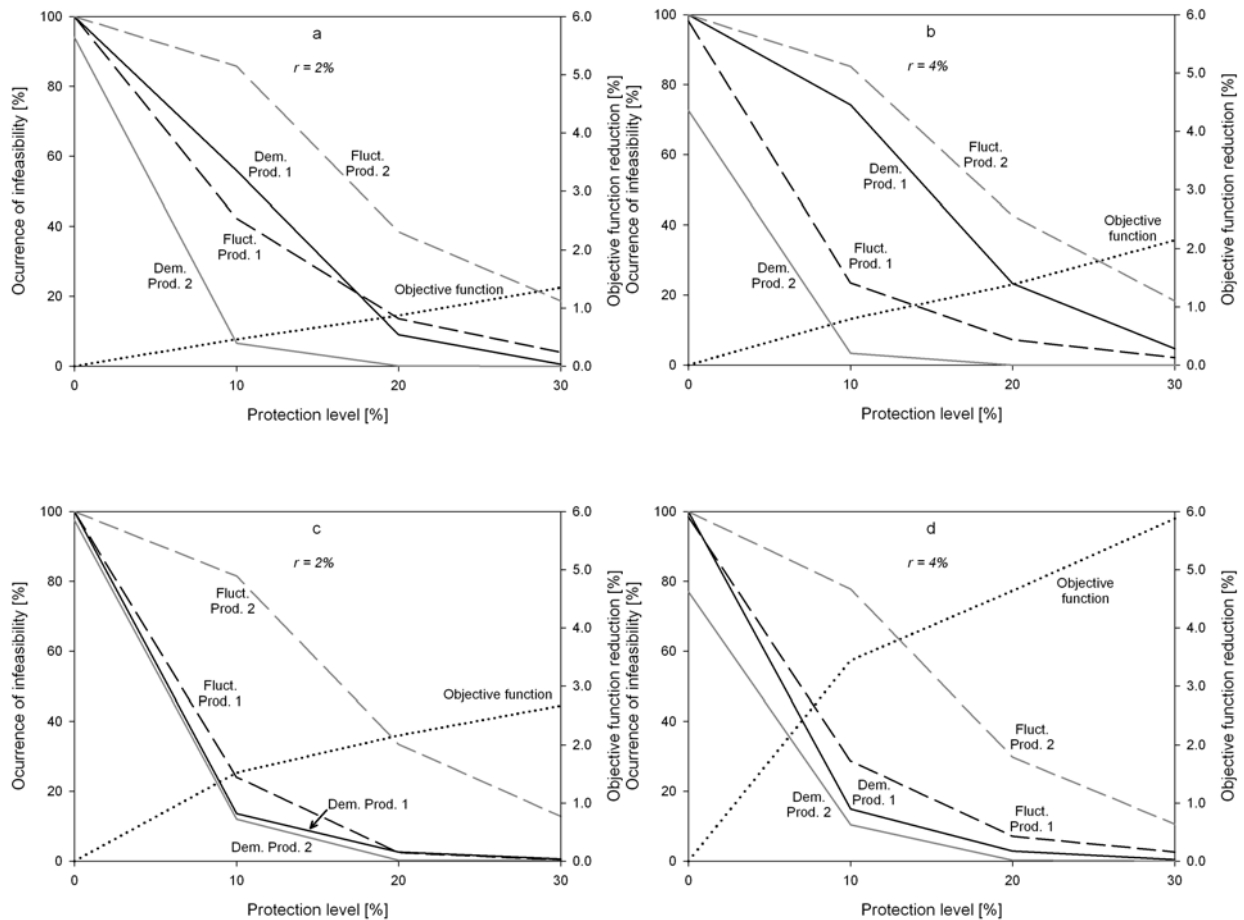 a
r = 2%
Ocurrence of infeasibility [%]
100
80
60
40
20
0
Dem.
Prod. 1
Fluct.
Prod. 2
Fluct.
Prod. 1
Dem.
Prod. 2
Objective function
6.0
5.0
4.0
3.0
2.0
1.0
0.0
Objective function reduction [%]
0
10
20
30
Protection level [%]
b
r = 4%
Ocurrence of infeasibility [%]
100
80
60
40
20
0
Dem.
Prod. 1
Fluct.
Prod. 2
Objective
function
Fluct.
Prod. 1
Dem.
Prod. 2
6.0
5.0
4.0
3.0
2.0
1.0
0.0
Objective function reduction [%]
0
10
20
30
Protection level [%]
c
r = 2%
Ocurrence of infeasibility [%]
100
80
60
40
20
0
Fluct.
Prod. 2
Fluct.
Prod. 1
Objective function
Dem. Prod. 1
Dem. Prod. 2
6.0
5.0
4.0
3.0
2.0
1.0
0.0
Objective function reduction [%]
0
10
20
30
Protection level [%]
d
r = 4%
Ocurrence of infeasibility [%]
100
80
60
40
20
0
Objective
function
Fluct.
Prod. 2
Dem.
Prod. 1
Dem.
Prod. 2
Fluct.
Prod. 1
6.0
5.0
4.0
3.0
2.0
1.0
0.0
Objective function reduction [%]
0
10
20
30
Protection level [%]